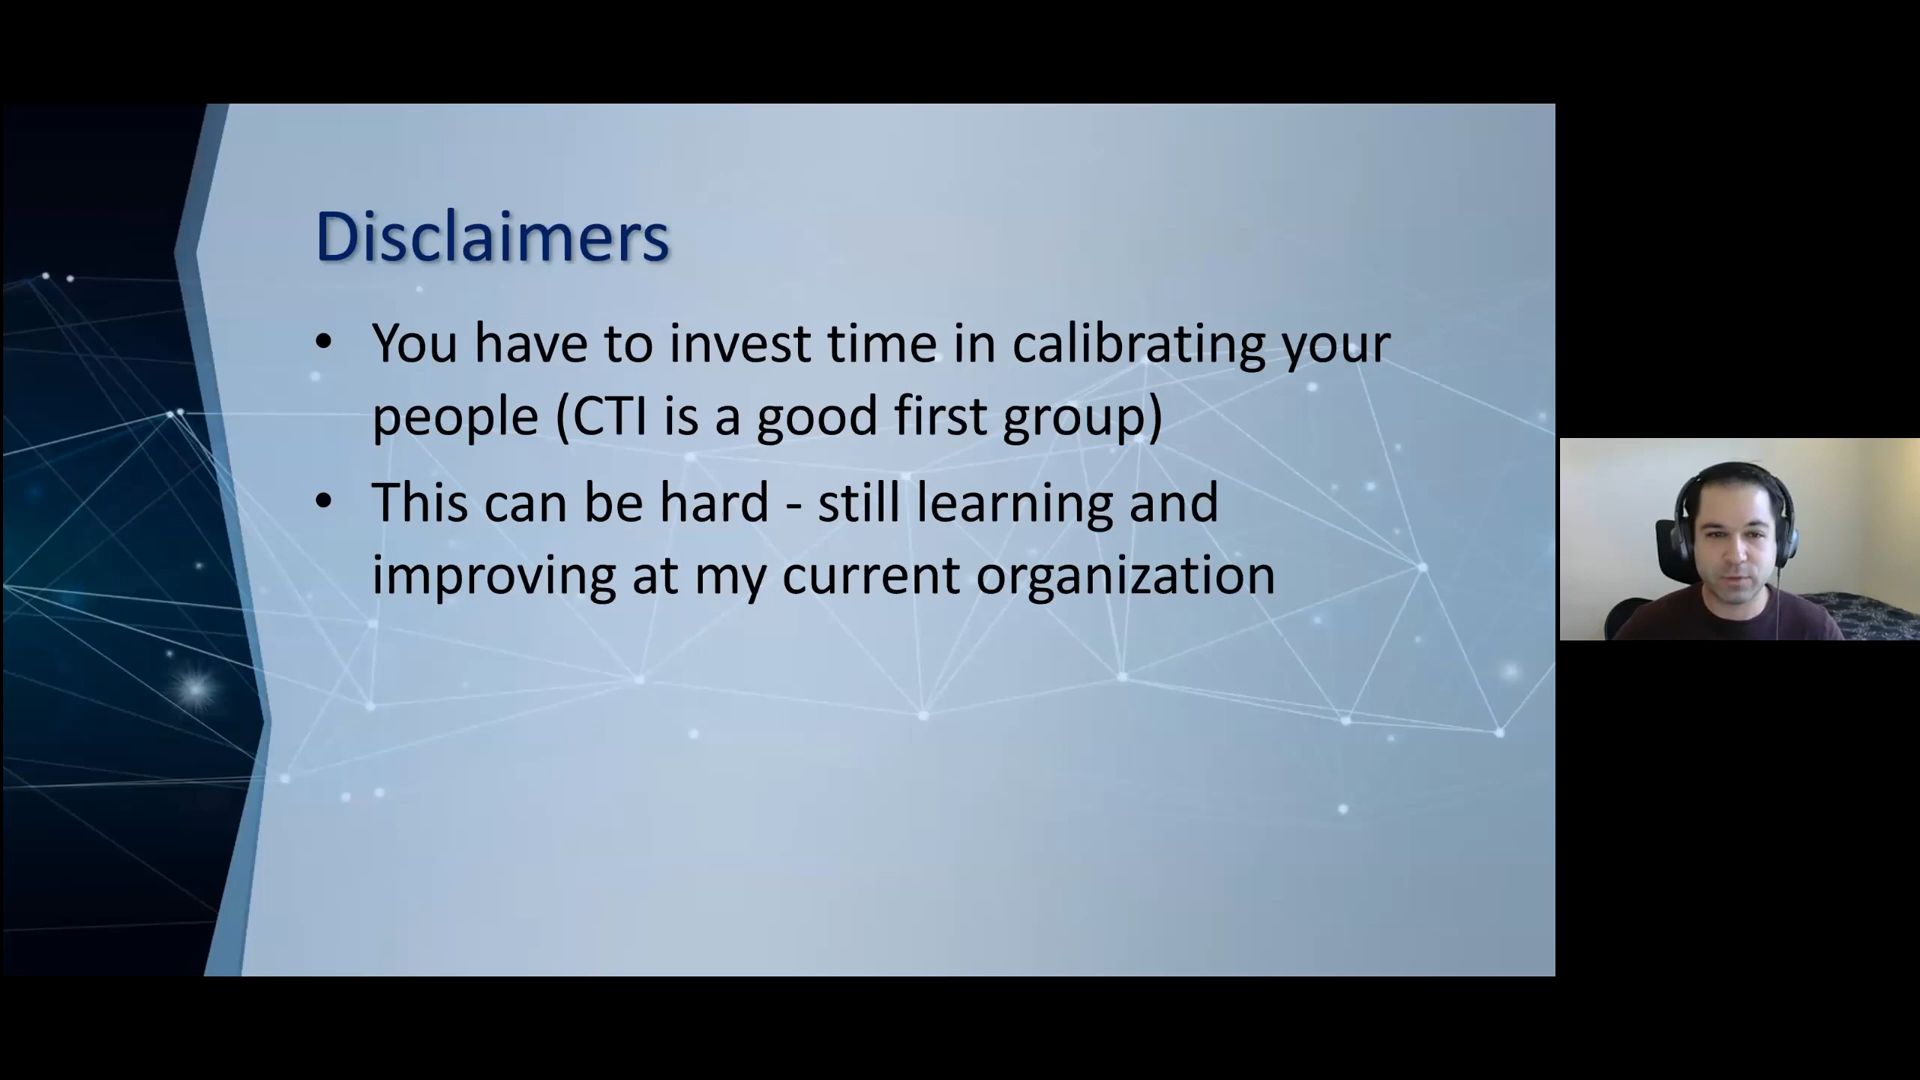 Disclaimers
• You have to invest time in calibrating your
people (CTI is a good first group)
• This can be hard - still learning and
improving at my current organization